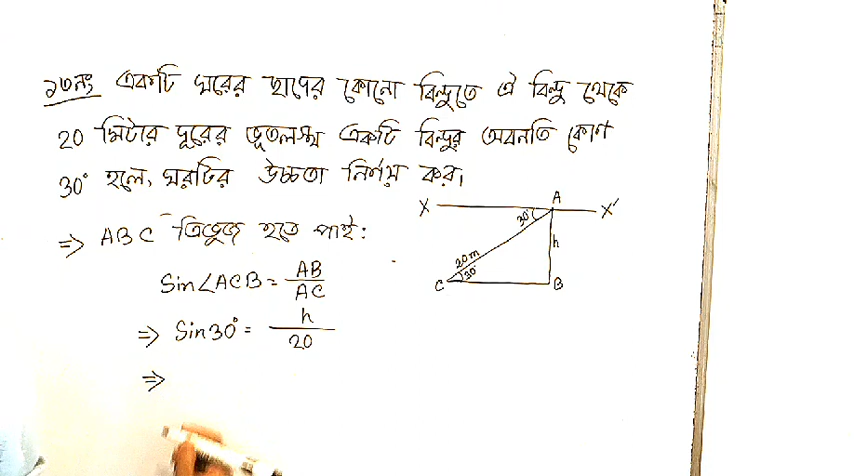 ১৩নং একটি ঘরের ছাদের কোনো বিন্দুতে ঐ বিন্দু থেকে
20 মিটার দূরের ভূতলস্থ একটি বিন্দুর অবনতি কোণ
30° হলে, ঘরটির উচ্চতা নির্ণয় কর।
⇒ ABC ত্রিভুজ হতে পাই:
Sin∠ACB = AB/AC
⇒ Sin30° = h/20
⇒
X 30° A X'
20m h
C 30° B